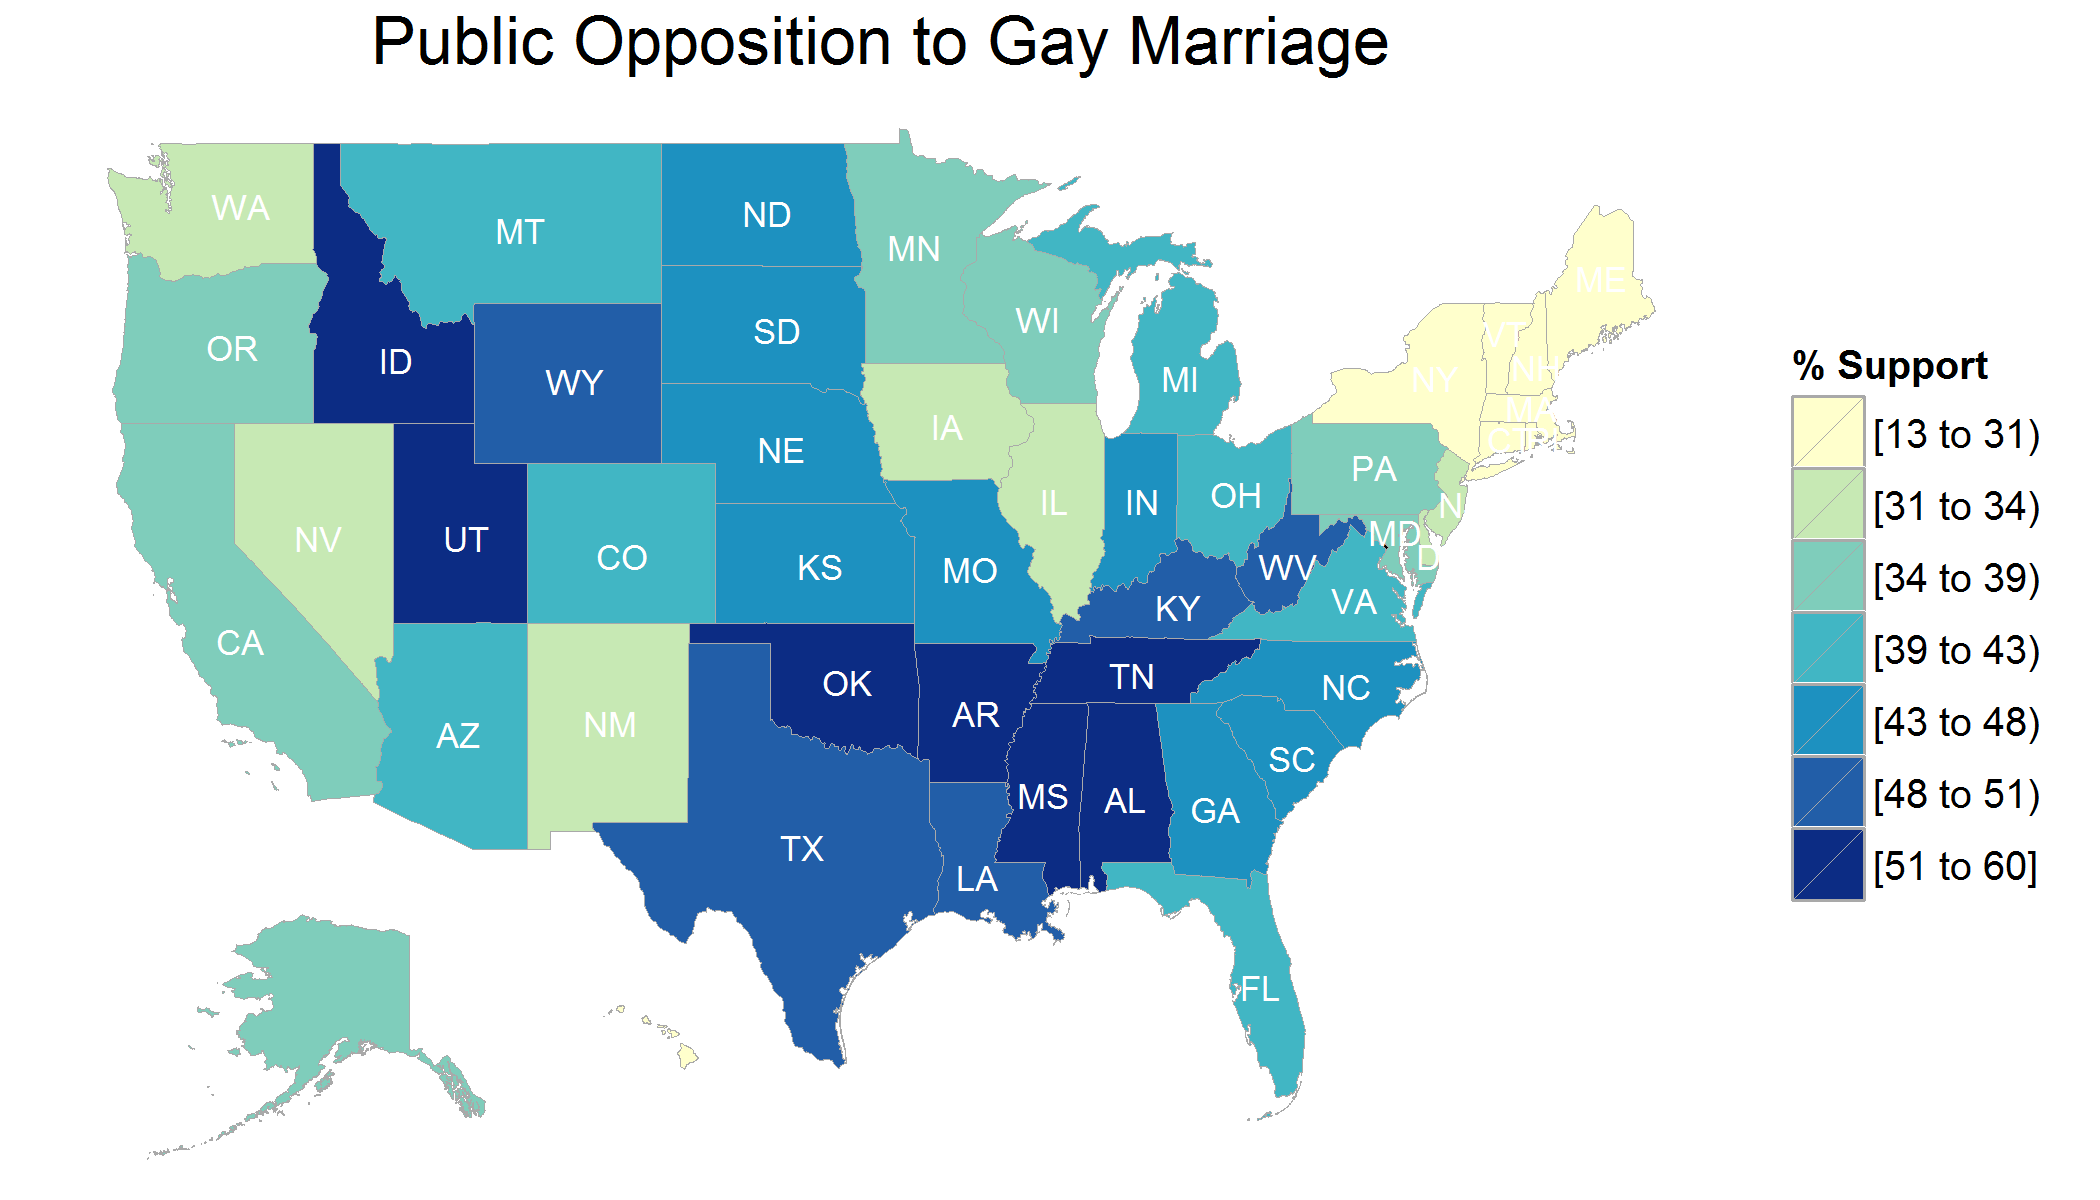 Public Opposition to Gay Marriage
WA
MT
ND
MN
ME
OR
ID
WY
SD
WI
MI
VT
NH
NY
MA
CT
NV
UT
CO
NE
IA
IL
IN
OH
PA
N
MD
D
CA
KS
MO
KY
WV
VA
AZ
NM
OK
AR
TN
NC
TX
LA
MS
AL
GA
SC
FL
% Support
[13 to 31)
[31 to 34)
[34 to 39)
[39 to 43)
[43 to 48)
[48 to 51)
[51 to 60]